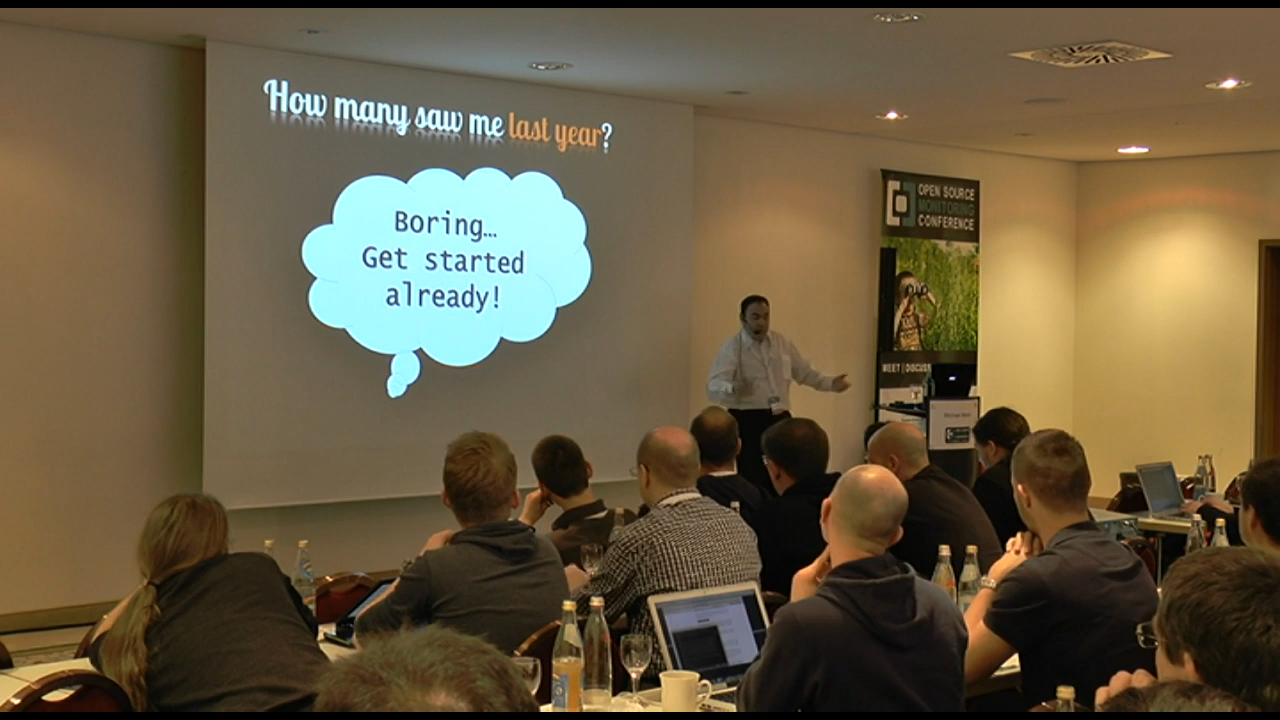 How many saw me last year?
Boring…
Get started
already!
OPEN SOURCE
MONITORING
CONFERENCE
MEET | DISCUSS